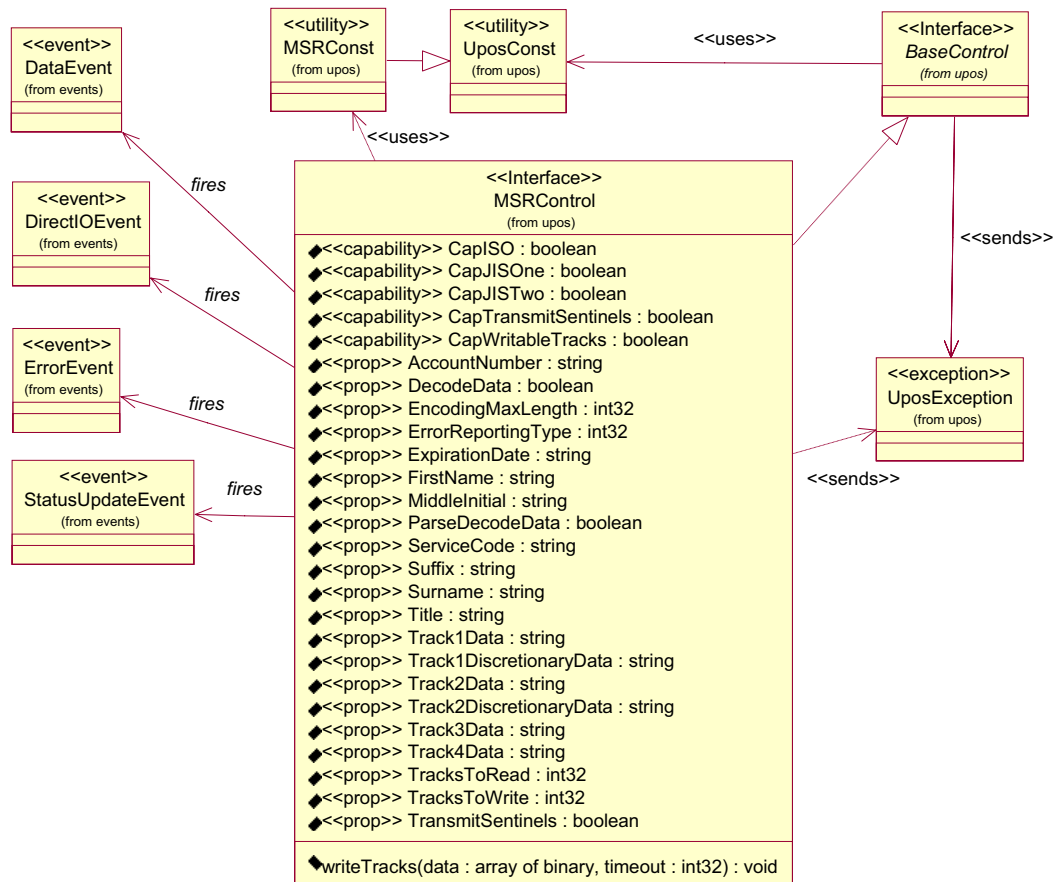 <<utility>>
MSRConst
(from upos)
<<utility>>
UposConst
(from upos)
<<uses>>
<<Interface>>
BaseControl
(from upos)
<<event>>
DataEvent
(from events)
<<uses>>
fires
<<event>>
DirectIOEvent
(from events)
fires
<<event>>
ErrorEvent
(from events)
fires
<<event>>
StatusUpdateEvent
(from events)
fires
<<Interface>>
MSRControl
(from upos)
<<capability>> CapISO : boolean
<<capability>> CapJISOne : boolean
<<capability>> CapJISTwo : boolean
<<capability>> CapTransmitSentinels : boolean
<<capability>> CapWritableTracks : boolean
<<prop>> AccountNumber : string
<<prop>> DecodeData : boolean
<<prop>> EncodingMaxLength : int32
<<prop>> ErrorReportingType : int32
<<prop>> ExpirationDate : string
<<prop>> FirstName : string
<<prop>> MiddleInitial : string
<<prop>> ParseDecodeData : boolean
<<prop>> ServiceCode : string
<<prop>> Suffix : string
<<prop>> Surname : string
<<prop>> Title : string
<<prop>> Track1Data : string
<<prop>> Track1DiscretionaryData : string
<<prop>> Track2Data : string
<<prop>> Track2DiscretionaryData : string
<<prop>> Track3Data : string
<<prop>> Track4Data : string
<<prop>> TracksToRead : int32
<<prop>> TracksToWrite : int32
<<prop>> TransmitSentinels : boolean
writeTracks(data : array of binary, timeout : int32) : void
<<sends>>
<<exception>>
UposException
(from upos)
<<sends>>